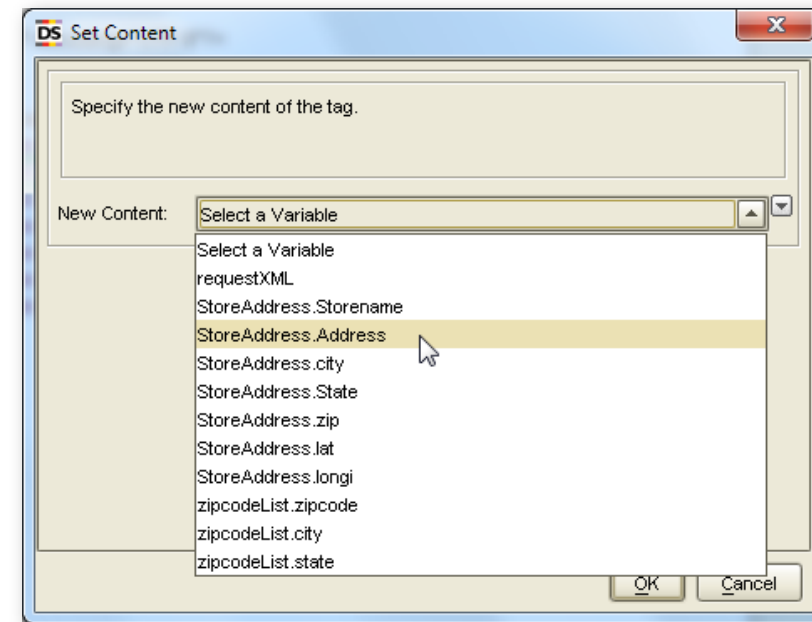 DS Set Content
Specify the new content of the tag.
New Content: Select a Variable
Select a Variable
requestXML
StoreAddress.Storename
StoreAddress.Address
StoreAddress.city
StoreAddress.State
StoreAddress.zip
StoreAddress.lat
StoreAddress.longi
zipcodeList.zipcode
zipcodeList.city
zipcodeList.state
OK Cancel